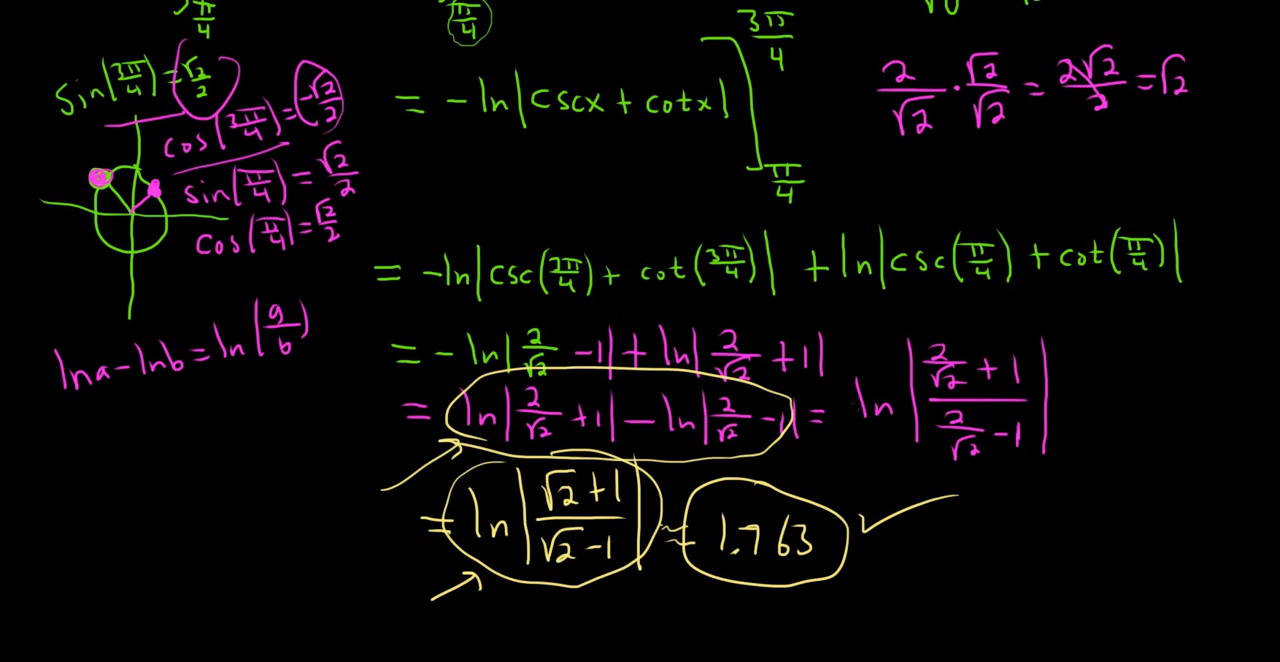 3π/4
π/4
√0
sin(3π/4) = √2/2
cos(3π/4) = -√2/2
sin(π/4) = √2/2
cos(π/4) = √2/2
ln a - ln b = ln(a/b)
= -ln|csc x + cot x| ]
3π/4
π/4
2/√2 · √2/√2 = 2√2/2 = √2
= -ln|csc(3π/4) + cot(3π/4)| + ln|csc(π/4) + cot(π/4)|
= -ln|2/√2 - 1| + ln|2/√2 + 1|
= ln|2/√2 + 1| - ln|2/√2 - 1| = ln|(2/√2 + 1)/(2/√2 - 1)|
= ln|(√2 + 1)/(√2 - 1)| ≈ 1.763 ✓